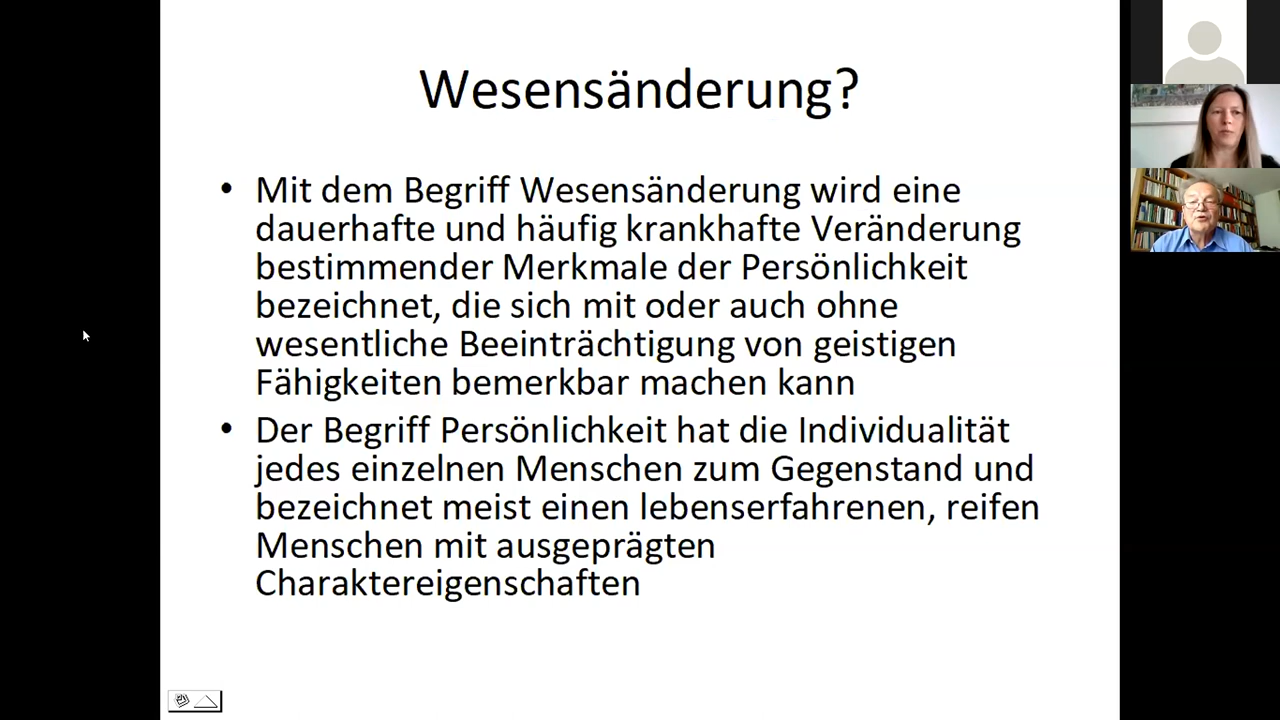 Wesensänderung?
• Mit dem Begriff Wesensänderung wird eine
dauerhafte und häufig krankhafte Veränderung
bestimmender Merkmale der Persönlichkeit
bezeichnet, die sich mit oder auch ohne
wesentliche Beeinträchtigung von geistigen
Fähigkeiten bemerkbar machen kann
• Der Begriff Persönlichkeit hat die Individualität
jedes einzelnen Menschen zum Gegenstand und
bezeichnet meist einen lebenserfahrenen, reifen
Menschen mit ausgeprägten
Charaktereigenschaften